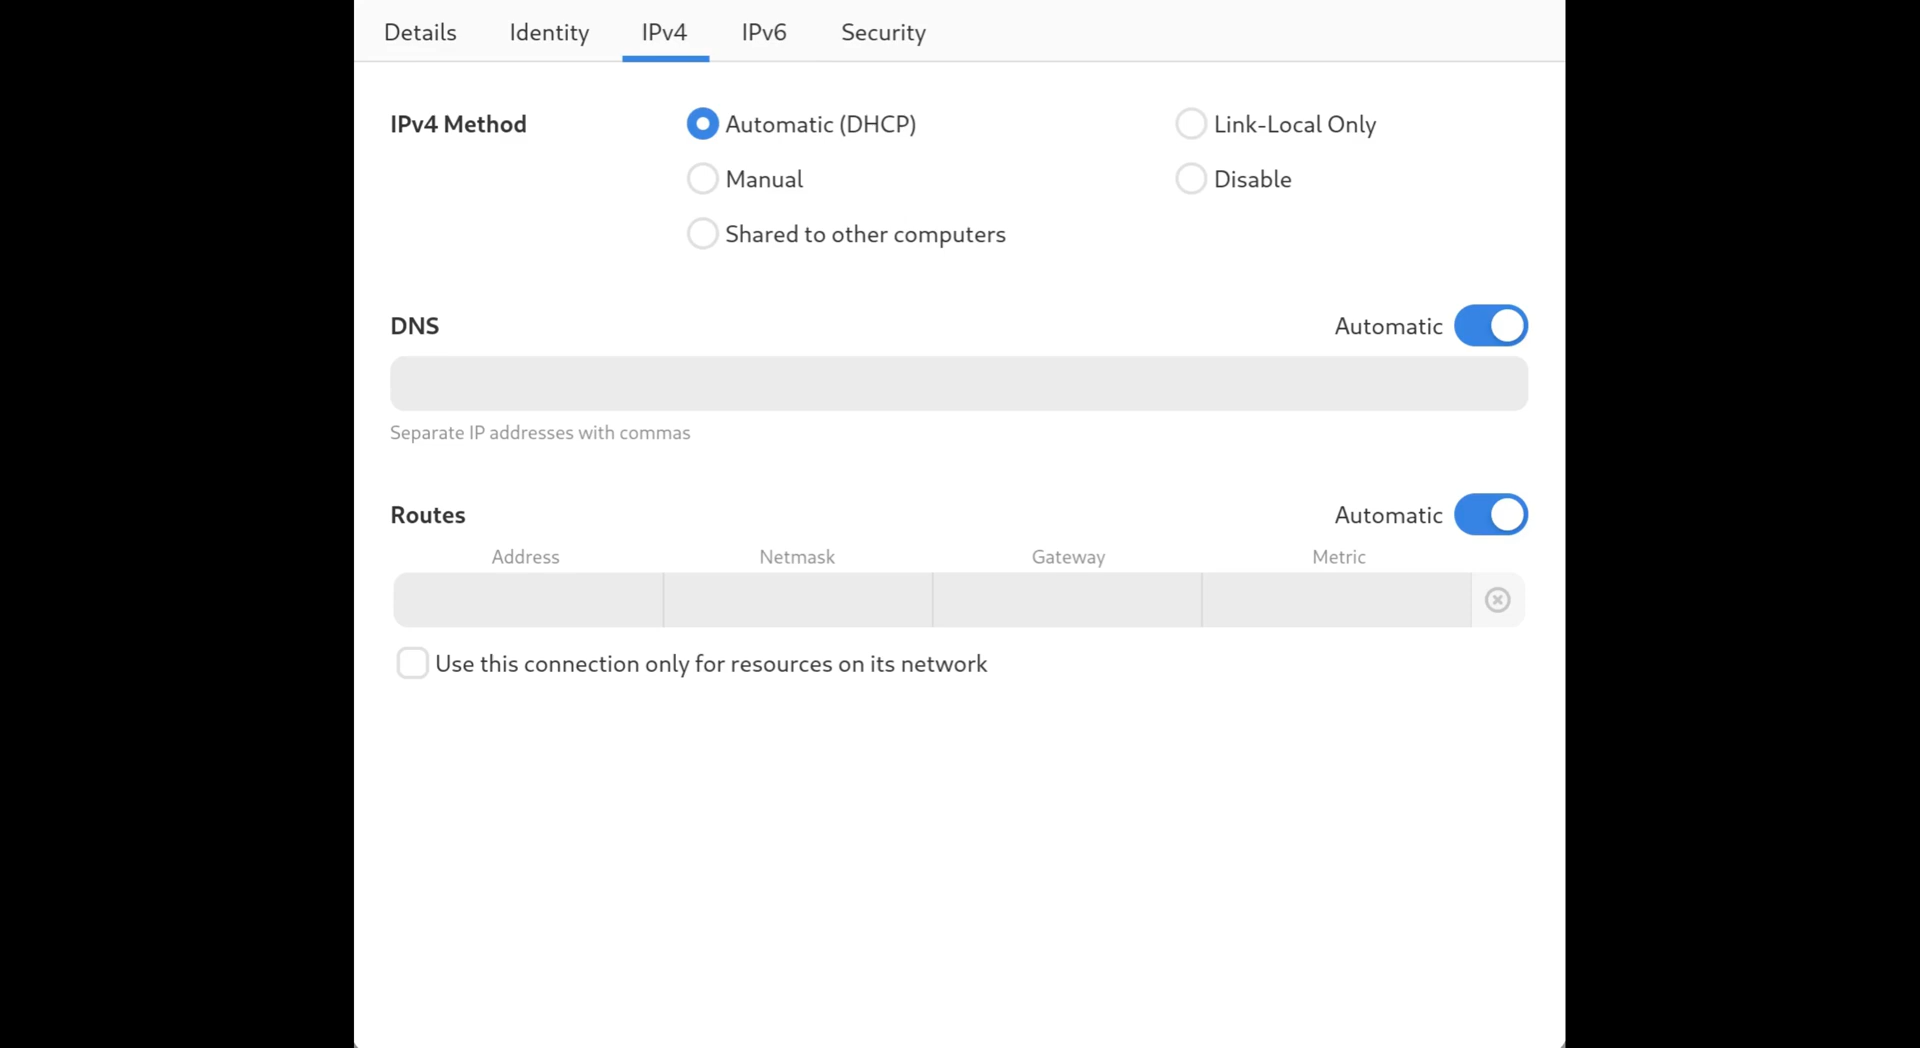 Details Identity IPv4 IPv6 Security
IPv4 Method Automatic (DHCP) Link-Local Only
Manual Disable
Shared to other computers
DNS Automatic
Separate IP addresses with commas
Routes Automatic
Address Netmask Gateway Metric
Use this connection only for resources on its network